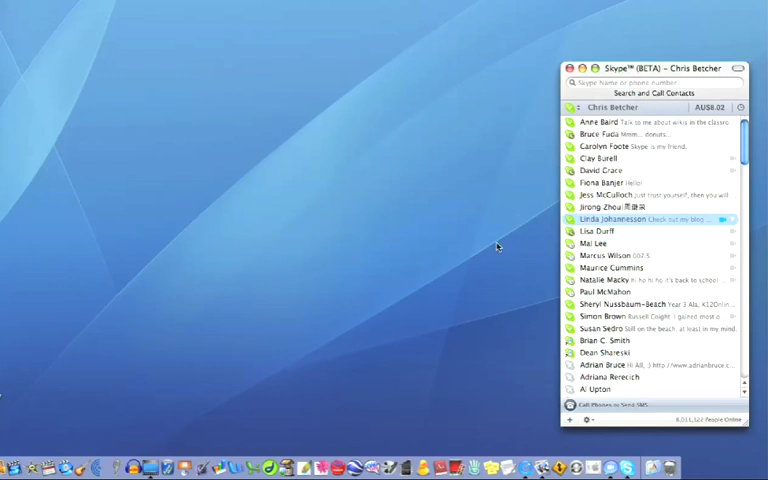 Skype™ (BETA) – Chris Betcher
Skype Name or phone number
Search and Call Contacts
Chris Betcher AU$8.02
Anne Baird Talk to me about wikis in the classro
Bruce Fuda Mmm... donuts...
Carolyn Foote Skype is my friend.
Clay Burell
David Grace
Fiona Banjer Hello!
Jess McCulloch just trust yourself, then you will
Jirong Zhou
Linda Johannesson Check out my blog ...
Lisa Durff
Mal Lee
Marcus Wilson 007.5
Maurice Cummins
Natalie Macky hi ho hi ho it's back to school ...
Paul McMahon
Sheryl Nussbaum-Beach Year 3 Ala, K12Onlin...
Simon Brown Russell Coight: I gained most o
Susan Sedro Still on the beach, at least in my mind.
Brian C. Smith
Dean Shareski
Adrian Bruce Hi All, :) http://www.adrianbruce.c...
Adriana Rerecich
Al Upton
Call Phones or Send SMS
People Online